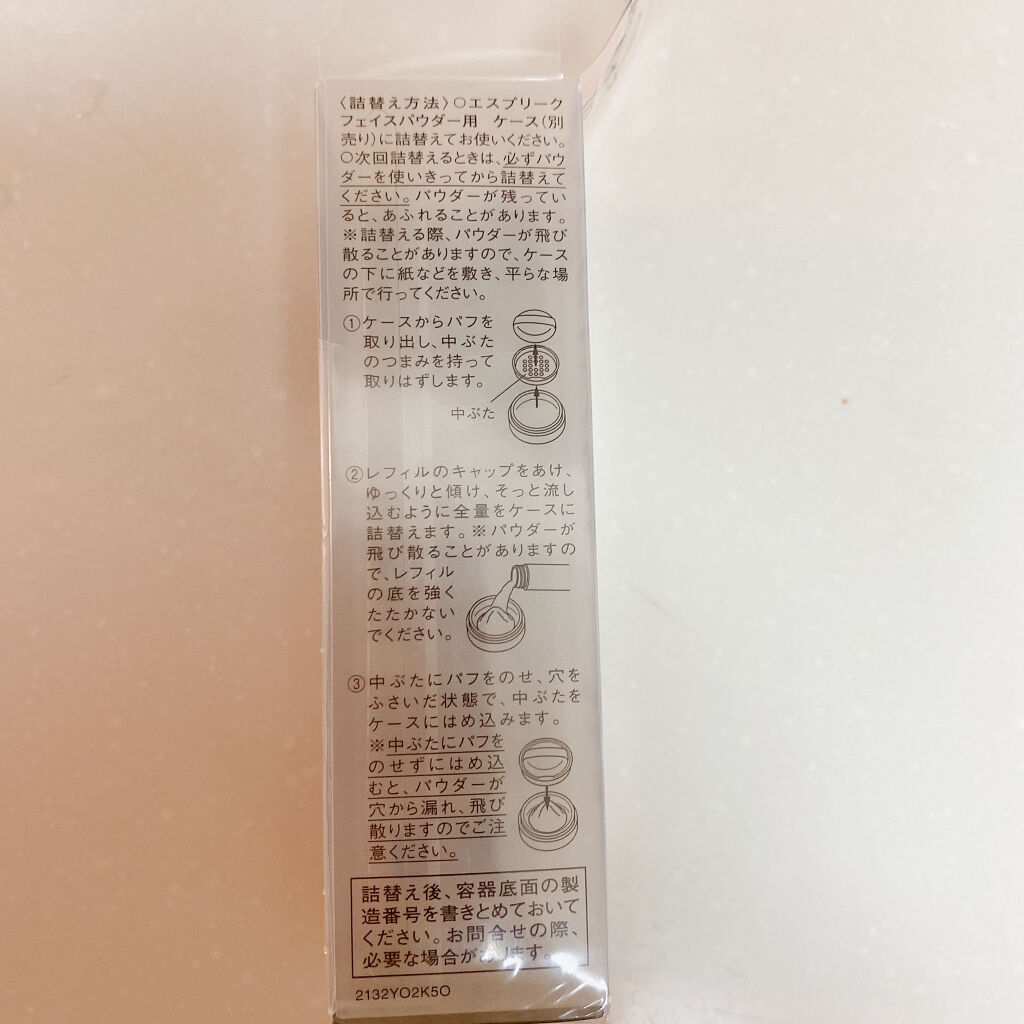 〈詰替え方法〉○エスプリーク
フェイスパウダー用　ケース(別
売り)に詰替えてお使いください。
○次回詰替えるときは、必ずパウ
ダーを使いきってから詰替えて
ください。パウダーが残ってい
ると、あふれることがあります。
※詰替える際、パウダーが飛び
散ることがありますので、ケース
の下に紙などを敷き、平らな場
所で行ってください。
①ケースからパフを
取り出し、中ぶた
のつまみを持って
取りはずします。
中ぶた
②レフィルのキャップをあけ、
ゆっくりと傾け、そっと流し
込むように全量をケースに
詰替えます。※パウダーが
飛び散ることがありますの
で、レフィル
の底を強く
たたかない
でください。
③中ぶたにパフをのせ、穴を
ふさいだ状態で、中ぶたを
ケースにはめ込みます。
※中ぶたにパフを
のせずにはめ込
むと、パウダーが
穴から漏れ、飛び
散りますのでご注
意ください。
詰替え後、容器底面の製
造番号を書きとめておいて
ください。お問合せの際、
必要な場合があります。
2132YO2K5O